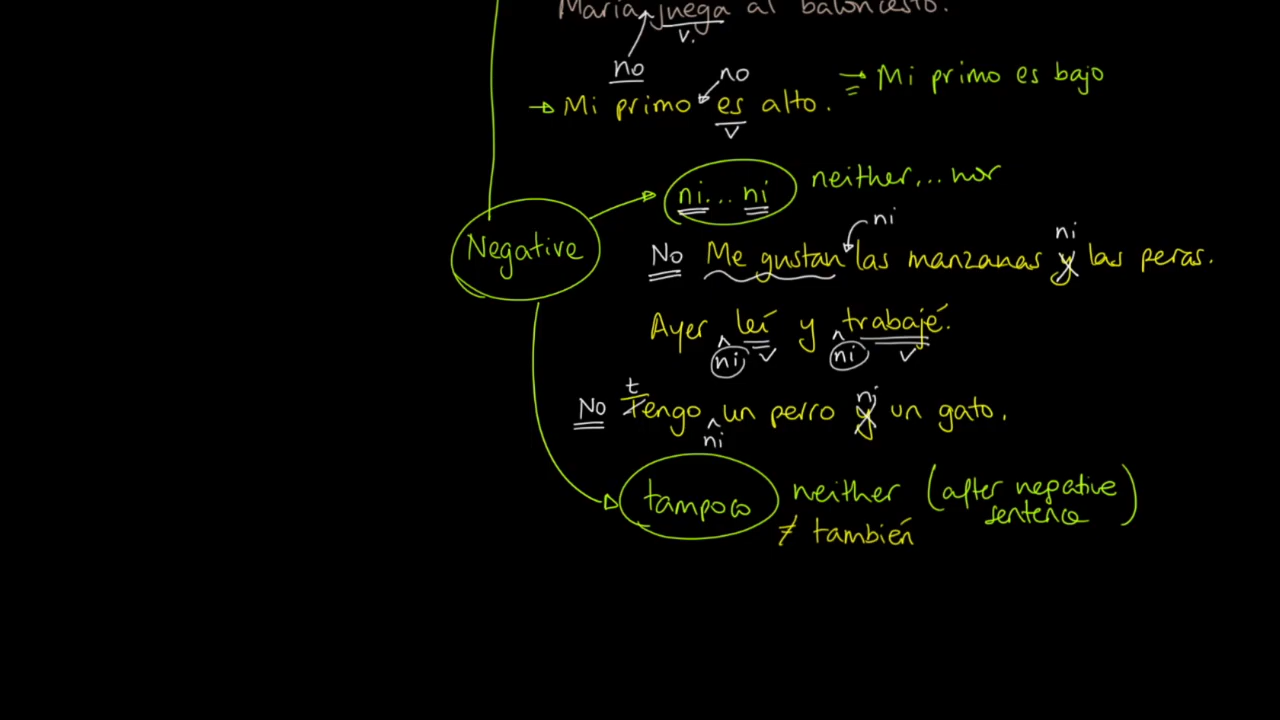 María juega al baloncesto.
v.
no
no
→ Mi primo es alto. → Mi primo es bajo
v
ni... ni neither... nor
ni
ni
Negative
No Me gustan las manzanas y las peras.
Ayer leí y trabajé.
ni v ni v
t
ni
No Tengo un perro y un gato.
ni
tampoco neither (after negative
sentence)
≠ también